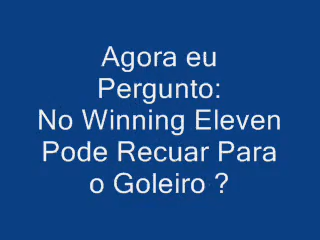 Agora eu
Pergunto:
No Winning Eleven
Pode Recuar Para
o Goleiro ?